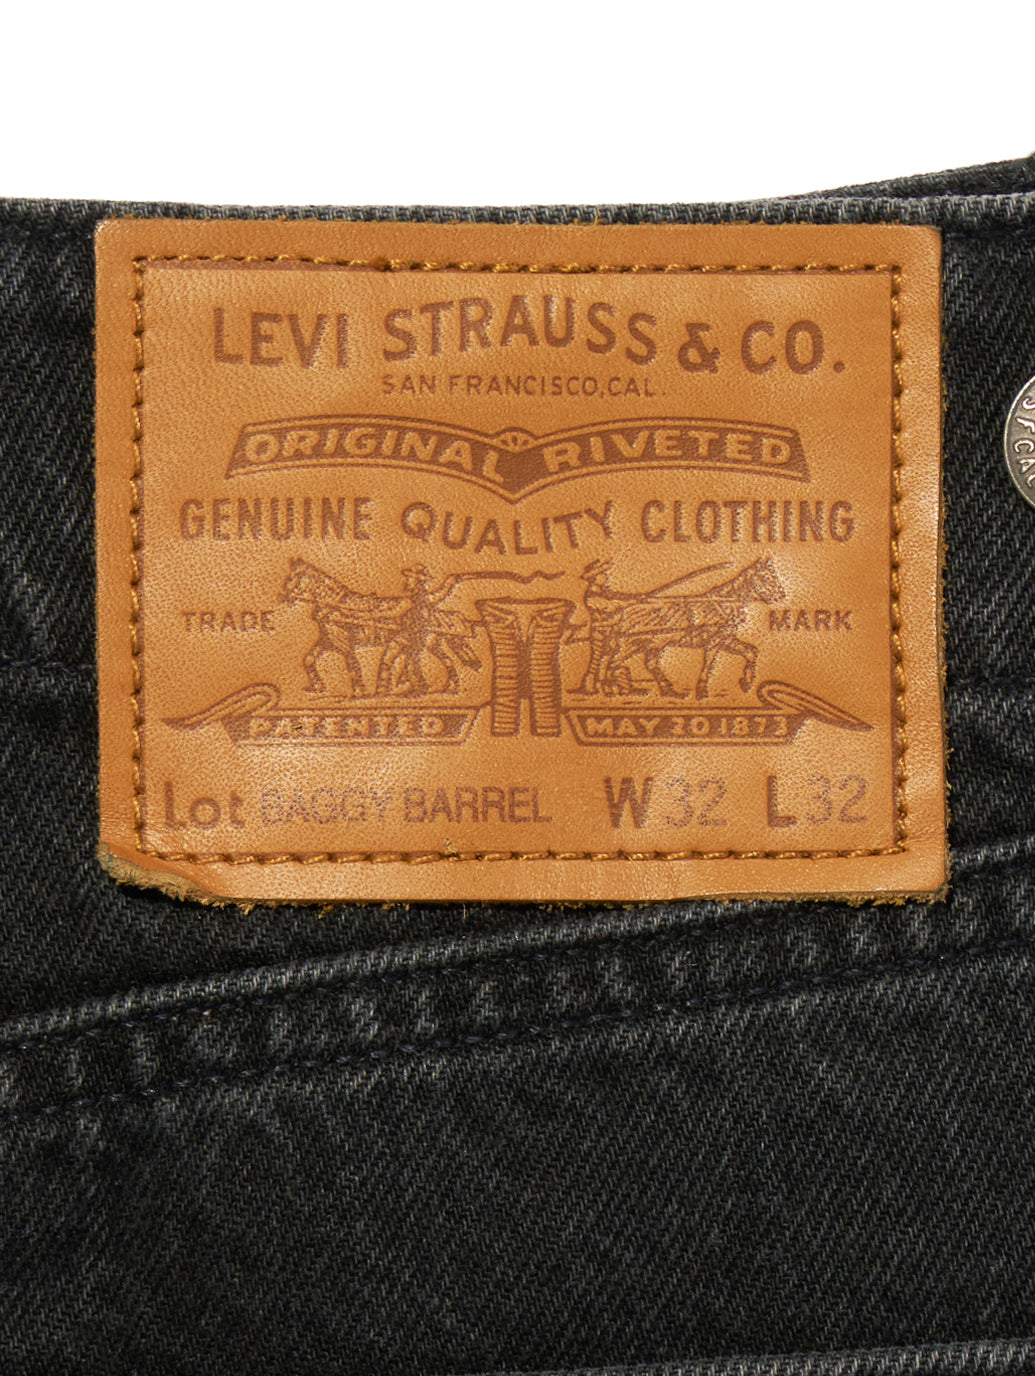 LEVI STRAUSS & CO.
SAN FRANCISCO, CAL.
ORIGINAL RIVETED
GENUINE QUALITY CLOTHING
TRADE MARK
PATENTED MAY 20 1873
Lot BAGGY BARREL W32 L32